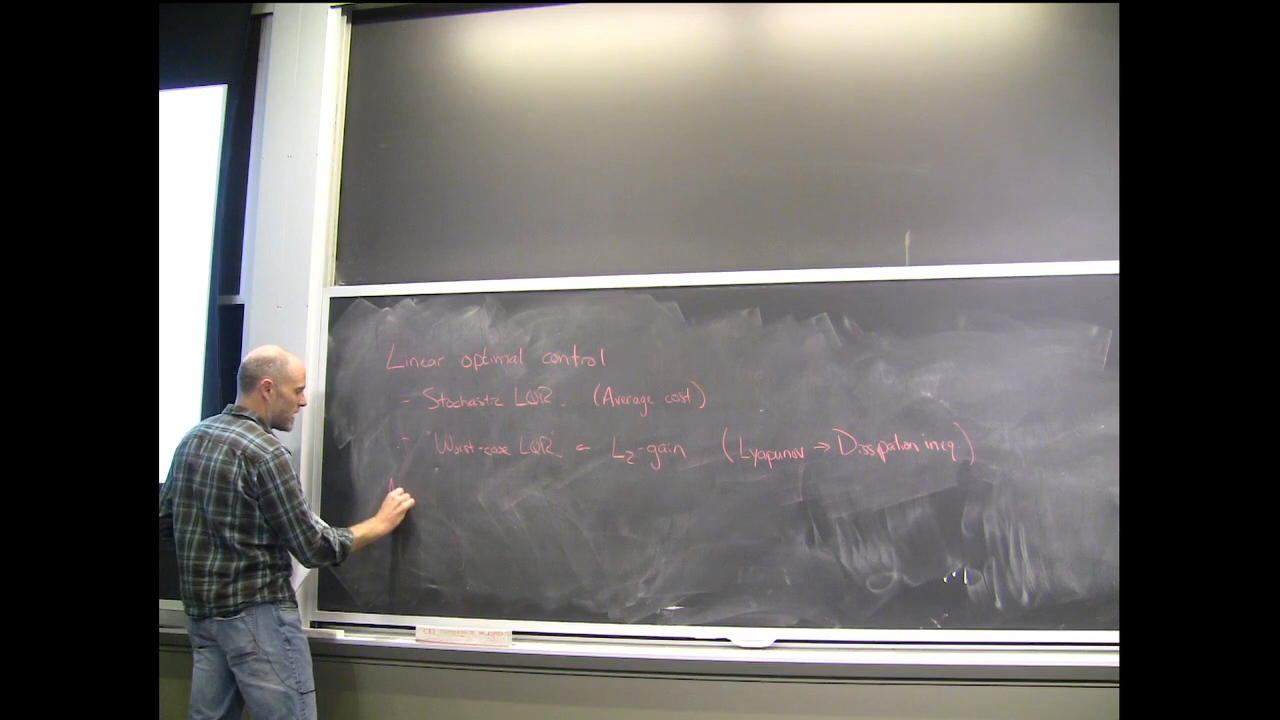 Linear optimal control
- Stochastic LQR. (Average cost)
- "Worst-case LQR" ← L2-gain (Lyapunov → Dissipation ineq)